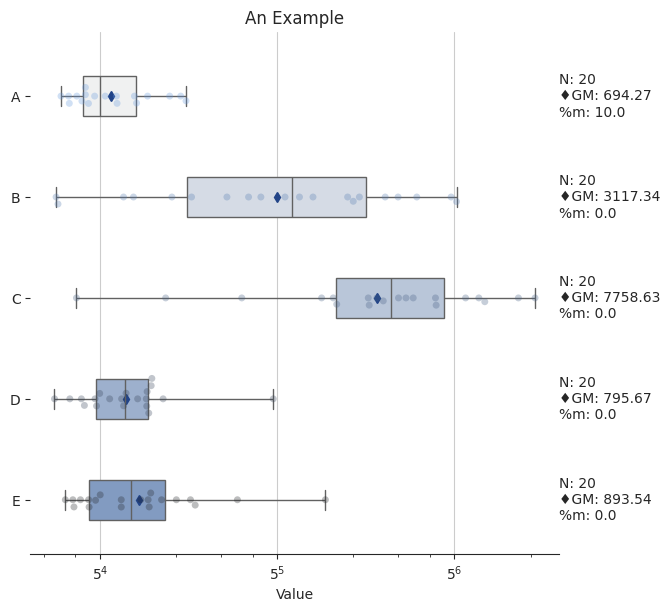 An Example
A
N: 20
♦GM: 694.27
%m: 10.0
B
N: 20
♦GM: 3117.34
%m: 0.0
C
N: 20
♦GM: 7758.63
%m: 0.0
D
N: 20
♦GM: 795.67
%m: 0.0
E
N: 20
♦GM: 893.54
%m: 0.0
5⁴ 5⁵ 5⁶
Value